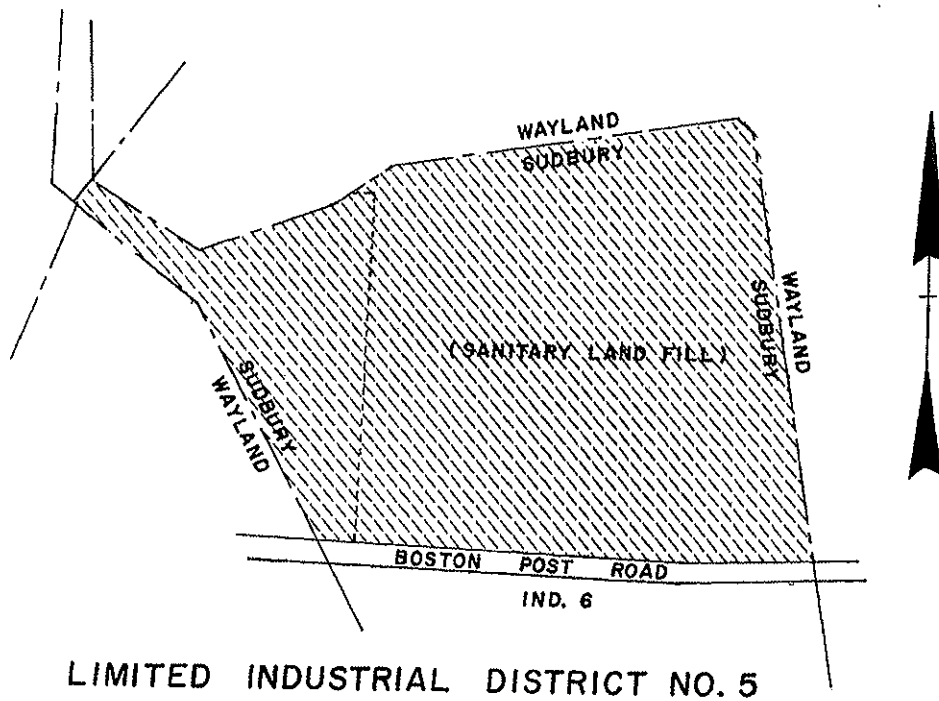 WAYLAND
SUDBURY
WAYLAND
SUDBURY
(SANITARY LAND FILL)
SUDBURY
WAYLAND
BOSTON POST ROAD
IND. 6
LIMITED INDUSTRIAL DISTRICT NO. 5